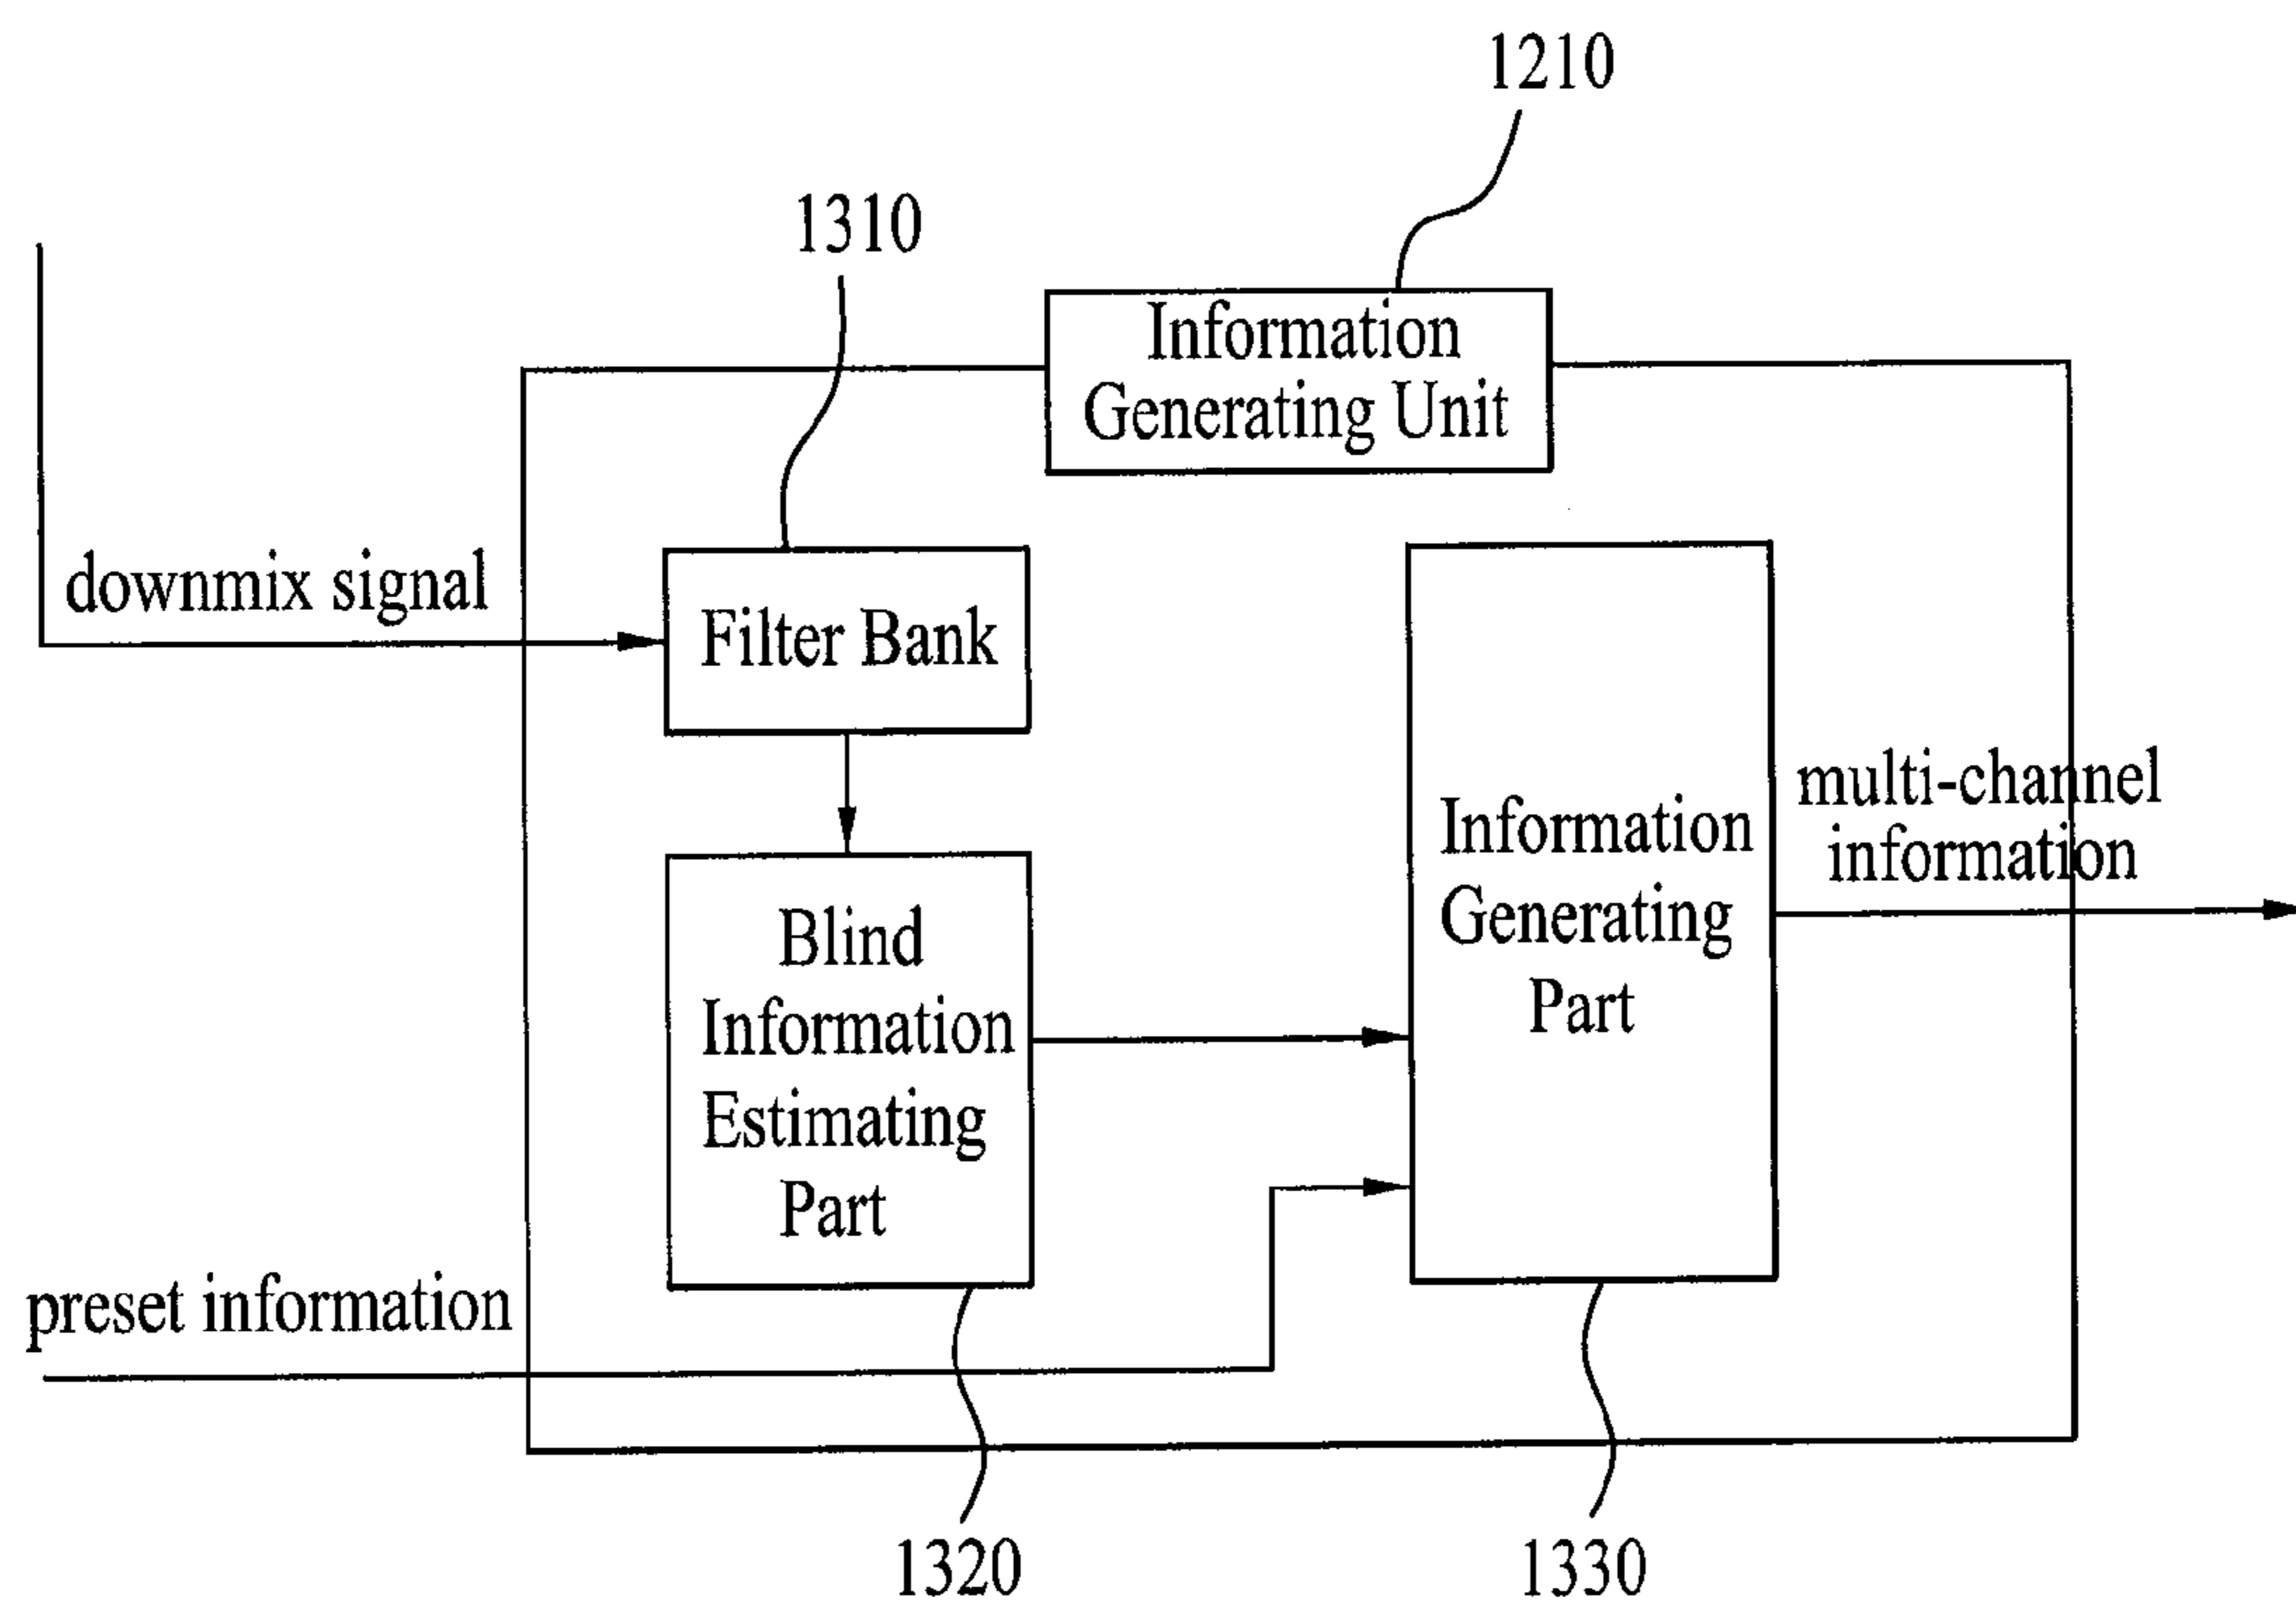 1210
1310
Information
Generating Unit
downmix signal
Filter Bank
multi-channel
information
Information
Generating
Part
Blind
Information
Estimating
Part
preset information
1320
1330